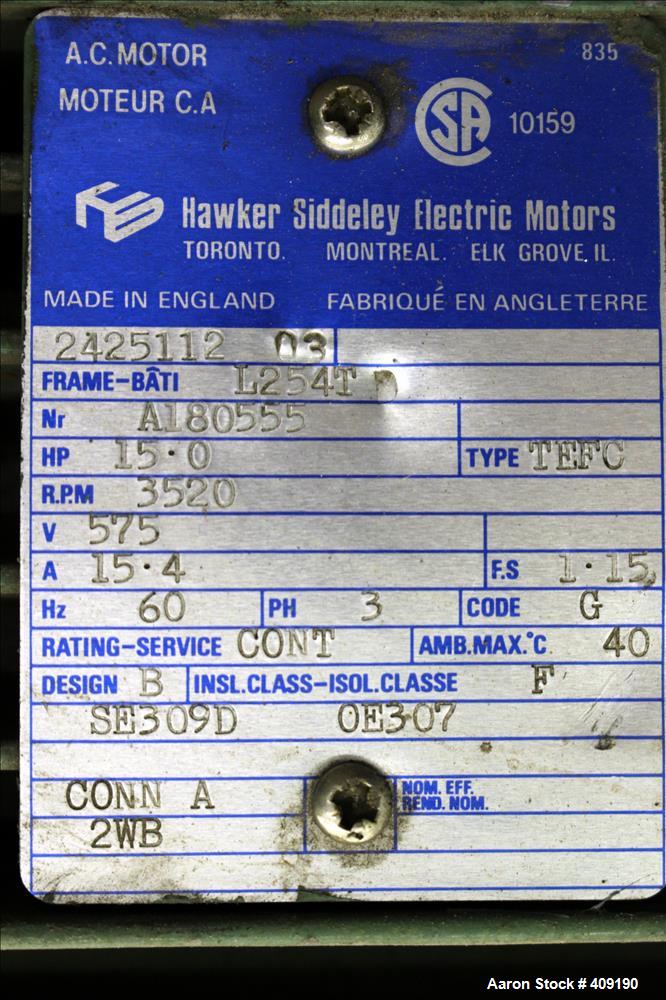 A.C. MOTOR 835
MOTEUR C.A
CSA 10159
Hawker Siddeley Electric Motors
TORONTO. MONTREAL. ELK GROVE, IL.
MADE IN ENGLAND FABRIQUÉ EN ANGLETERRE
2425112 03
FRAME-BÂTI L254T D
Nr A180555
HP 15·0 TYPE TEFC
R.P.M 3520
V 575
A 15·4 F.S 1·15
Hz 60 PH 3 CODE G
RATING-SERVICE CONT AMB.MAX.°C 40
DESIGN B INSL.CLASS-ISOL.CLASSE F
SE309D OE307
CONN A NOM. EFF.
REND. NOM.
2WB
Aaron Stock # 409190